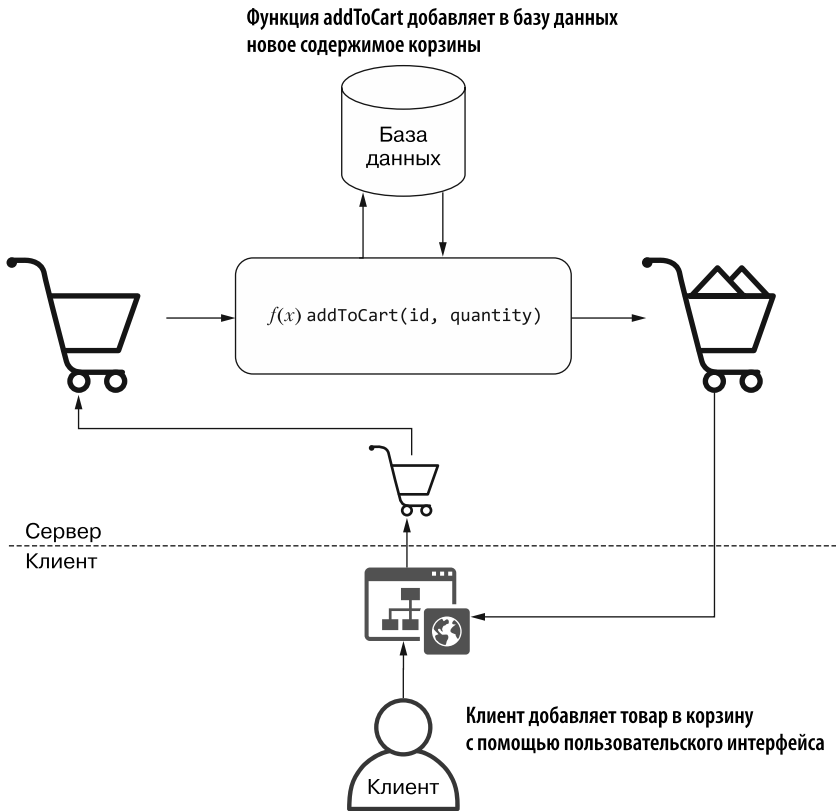 Функция addToCart добавляет в базу данных
новое содержимое корзины
База
данных
f(x) addToCart(id, quantity)
Сервер
Клиент
Клиент добавляет товар в корзину
с помощью пользовательского интерфейса
Клиент